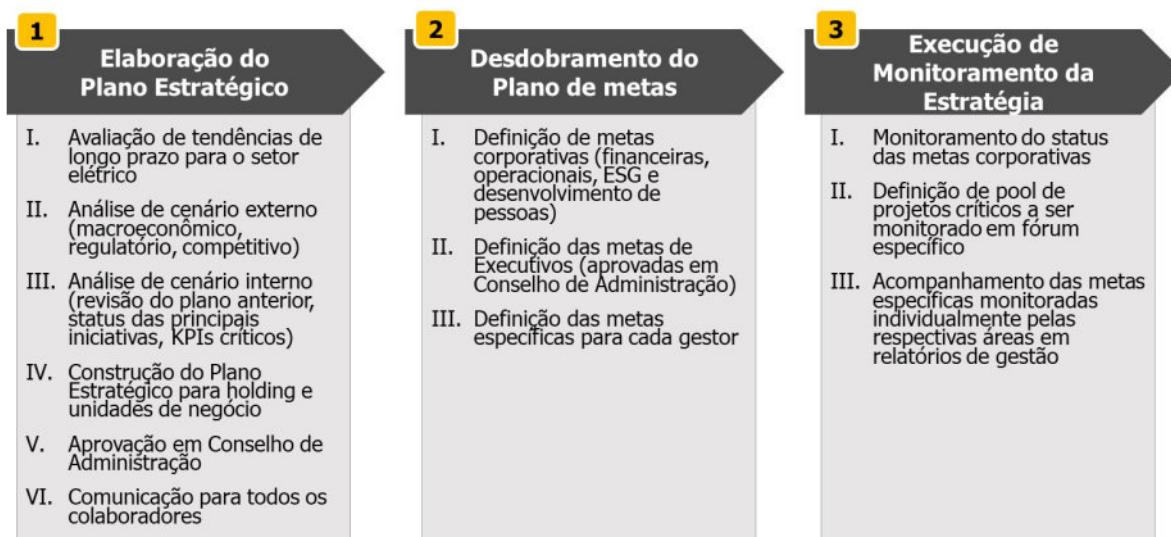 1
Elaboração do
Plano Estratégico
I. Avaliação de tendências de
longo prazo para o setor
elétrico
II. Análise de cenário externo
(macroeconômico,
regulatório, competitivo)
III. Análise de cenário interno
(revisão do plano anterior,
status das principais
iniciativas, KPIs críticos)
IV. Construção do Plano
Estratégico para holding e
unidades de negócio
V. Aprovação em Conselho de
Administração
VI. Comunicação para todos os
colaboradores
2
Desdobramento do
Plano de metas
I. Definição de metas
corporativas (financeiras,
operacionais, ESG e
desenvolvimento de
pessoas)
II. Definição das metas de
Executivos (aprovadas em
Conselho de Administração)
III. Definição das metas
específicas para cada gestor
3
Execução de
Monitoramento da
Estratégia
I. Monitoramento do status
das metas corporativas
II. Definição de pool de
projetos críticos a ser
monitorado em fórum
específico
III. Acompanhamento das metas
específicas monitoradas
individualmente pelas
respectivas áreas em
relatórios de gestão